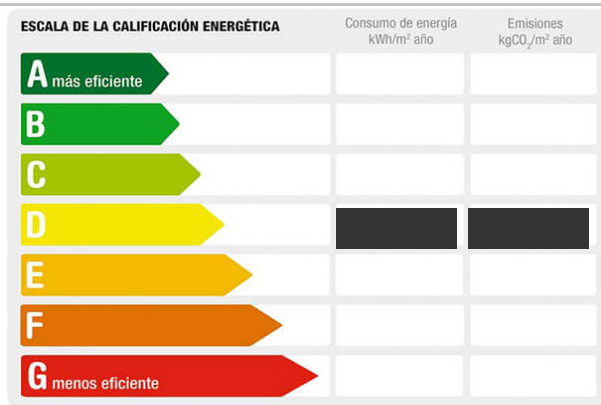 ESCALA DE LA CALIFICACIÓN ENERGÉTICA
Consumo de energía
kWh/m² año
Emisiones
kgCO₂/m² año
A más eficiente
B
C
D
E
F
G menos eficiente